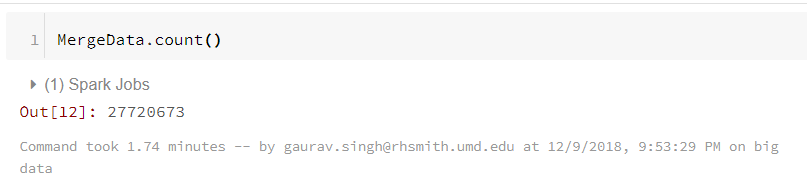 1 MergeData.count()
(1) Spark Jobs
Out[12]: 27720673
Command took 1.74 minutes -- by gaurav.singh@rhsmith.umd.edu at 12/9/2018, 9:53:29 PM on big
data